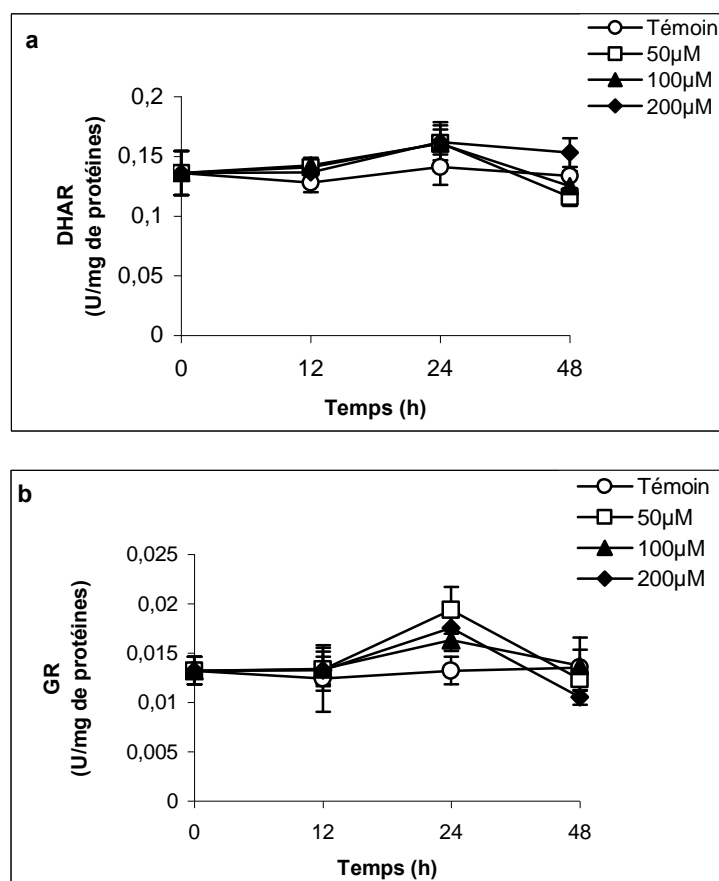 a
Témoin
50µM
100µM
200µM
DHAR
(U/mg de protéines)
0,2
0,15
0,1
0,05
0
0 12 24 48
Temps (h)
b
Témoin
50µM
100µM
200µM
GR
(U/mg de protéines)
0,025
0,02
0,015
0,01
0,005
0
0 12 24 48
Temps (h)